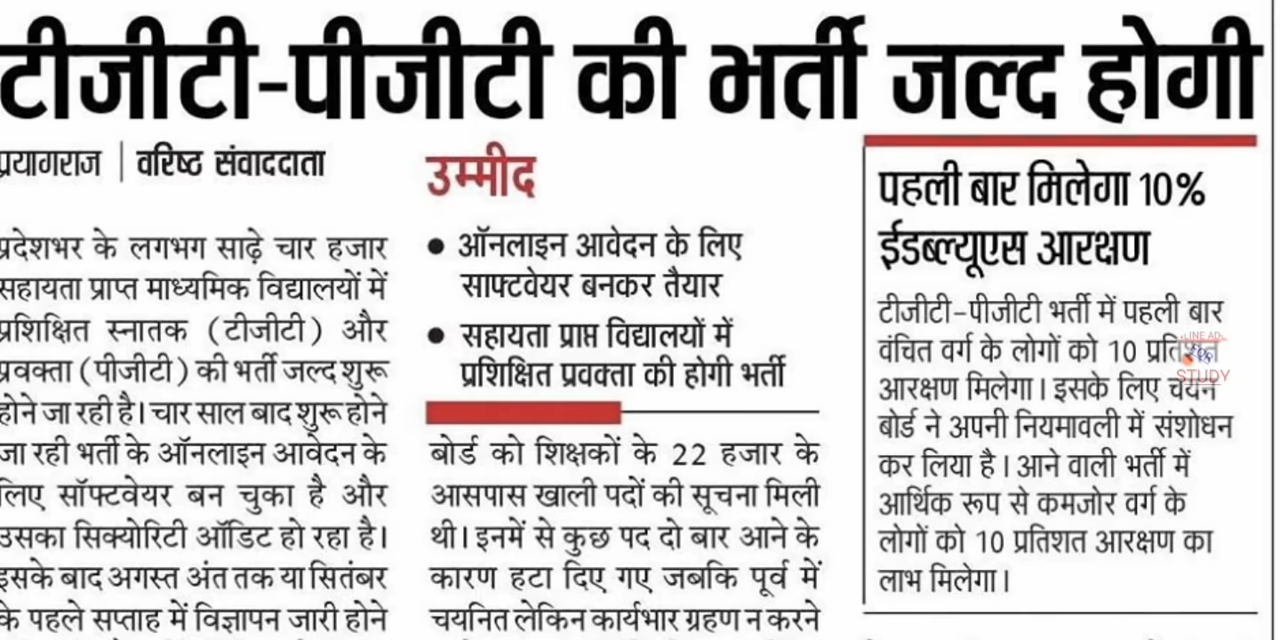 टीजीटी-पीजीटी की भर्ती जल्द होगी
प्रयागराज | वरिष्ठ संवाददाता
प्रदेशभर के लगभग साढ़े चार हजार
सहायता प्राप्त माध्यमिक विद्यालयों में
प्रशिक्षित स्नातक (टीजीटी) और
प्रवक्ता (पीजीटी) की भर्ती जल्द शुरू
होने जा रही है। चार साल बाद शुरू होने
जा रही भर्ती के ऑनलाइन आवेदन के
लिए सॉफ्टवेयर बन चुका है और
उसका सिक्योरिटी ऑडिट हो रहा है।
इसके बाद अगस्त अंत तक या सितंबर
के पहले सप्ताह में विज्ञापन जारी होने
उम्मीद
● ऑनलाइन आवेदन के लिए
साफ्टवेयर बनकर तैयार
● सहायता प्राप्त विद्यालयों में
प्रशिक्षित प्रवक्ता की होगी भर्ती
बोर्ड को शिक्षकों के 22 हजार के
आसपास खाली पदों की सूचना मिली
थी। इनमें से कुछ पद दो बार आने के
कारण हटा दिए गए जबकि पूर्व में
चयनित लेकिन कार्यभार ग्रहण न करने
पहली बार मिलेगा 10%
ईडब्ल्यूएस आरक्षण
टीजीटी-पीजीटी भर्ती में पहली बार
वंचित वर्ग के लोगों को 10 प्रतिशत
आरक्षण मिलेगा। इसके लिए चयन
बोर्ड ने अपनी नियमावली में संशोधन
कर लिया है। आने वाली भर्ती में
आर्थिक रूप से कमजोर वर्ग के
लोगों को 10 प्रतिशत आरक्षण का
लाभ मिलेगा।
STUDY